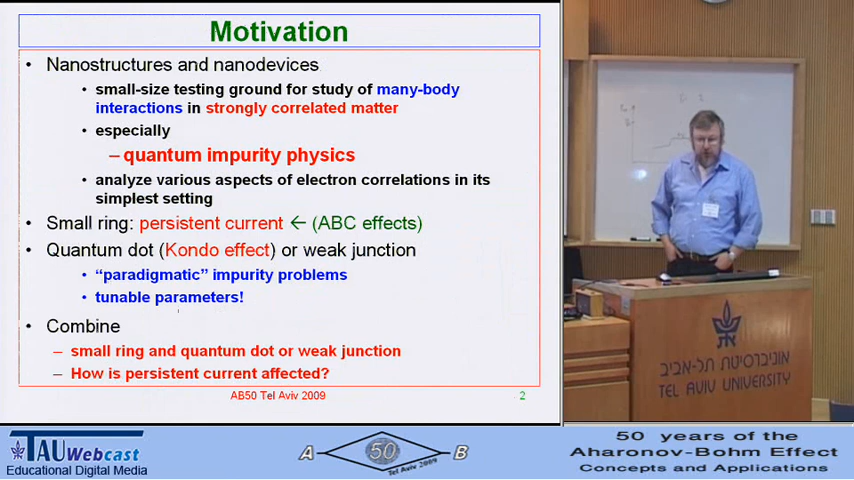 Motivation
• Nanostructures and nanodevices
• small-size testing ground for study of many-body
interactions in strongly correlated matter
• especially
– quantum impurity physics
• analyze various aspects of electron correlations in its
simplest setting
• Small ring: persistent current ← (ABC effects)
• Quantum dot (Kondo effect) or weak junction
• “paradigmatic” impurity problems
• tunable parameters!
• Combine
– small ring and quantum dot or weak junction
– How is persistent current affected?
AB50 Tel Aviv 2009
2
אוניברסיטת תל-אביב
TEL AVIV UNIVERSITY
TAU Webcast
Educational Digital Media
A 50 B
Tel Aviv 2009
50 years of the
Aharonov-Bohm Effect
Concepts and Applications